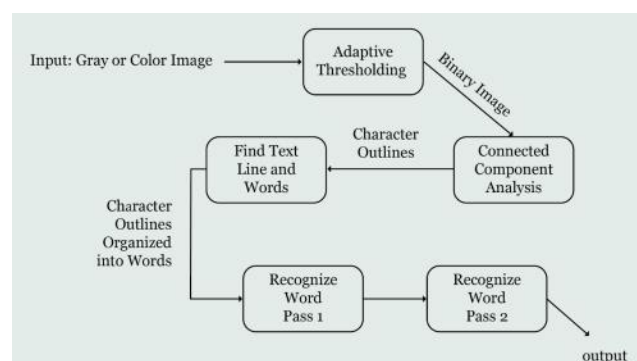 Input: Gray or Color Image
Adaptive
Thresholding
Binary Image
Connected
Component
Analysis
Character
Outlines
Find Text
Line and
Words
Character
Outlines
Organized
into Words
Recognize
Word
Pass 1
Recognize
Word
Pass 2
output